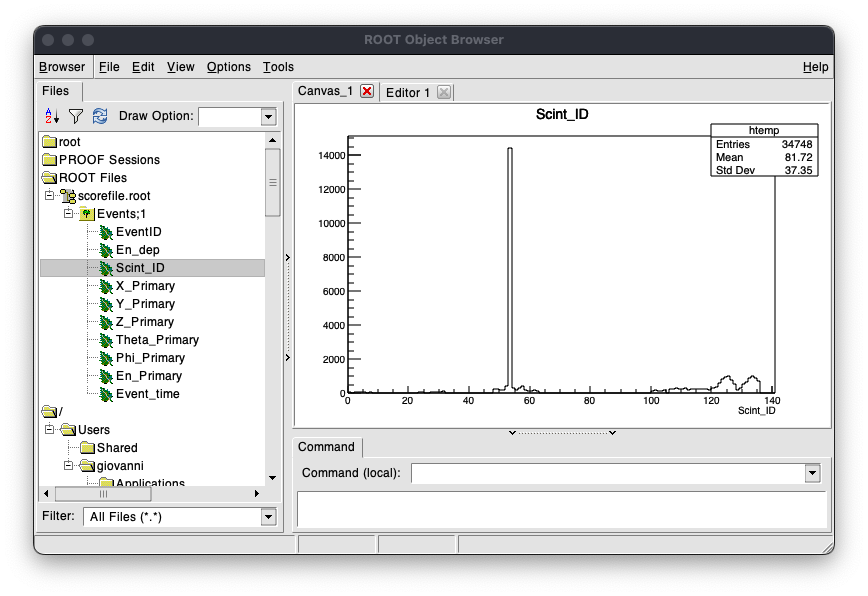 ROOT Object Browser
Browser File Edit View Options Tools Help
Files
Draw Option:
root
PROOF Sessions
ROOT Files
scorefile.root
Events;1
EventID
En_dep
Scint_ID
X_Primary
Y_Primary
Z_Primary
Theta_Primary
Phi_Primary
En_Primary
Event_time
/
Users
Shared
giovanni
Applications
Filter: All Files (*.*)
Canvas_1 Editor 1
Scint_ID
htemp
Entries 34748
Mean 81.72
Std Dev 37.35
14000
12000
10000
8000
6000
4000
2000
0
0 20 40 60 80 100 120 140
Scint_ID
Command
Command (local):